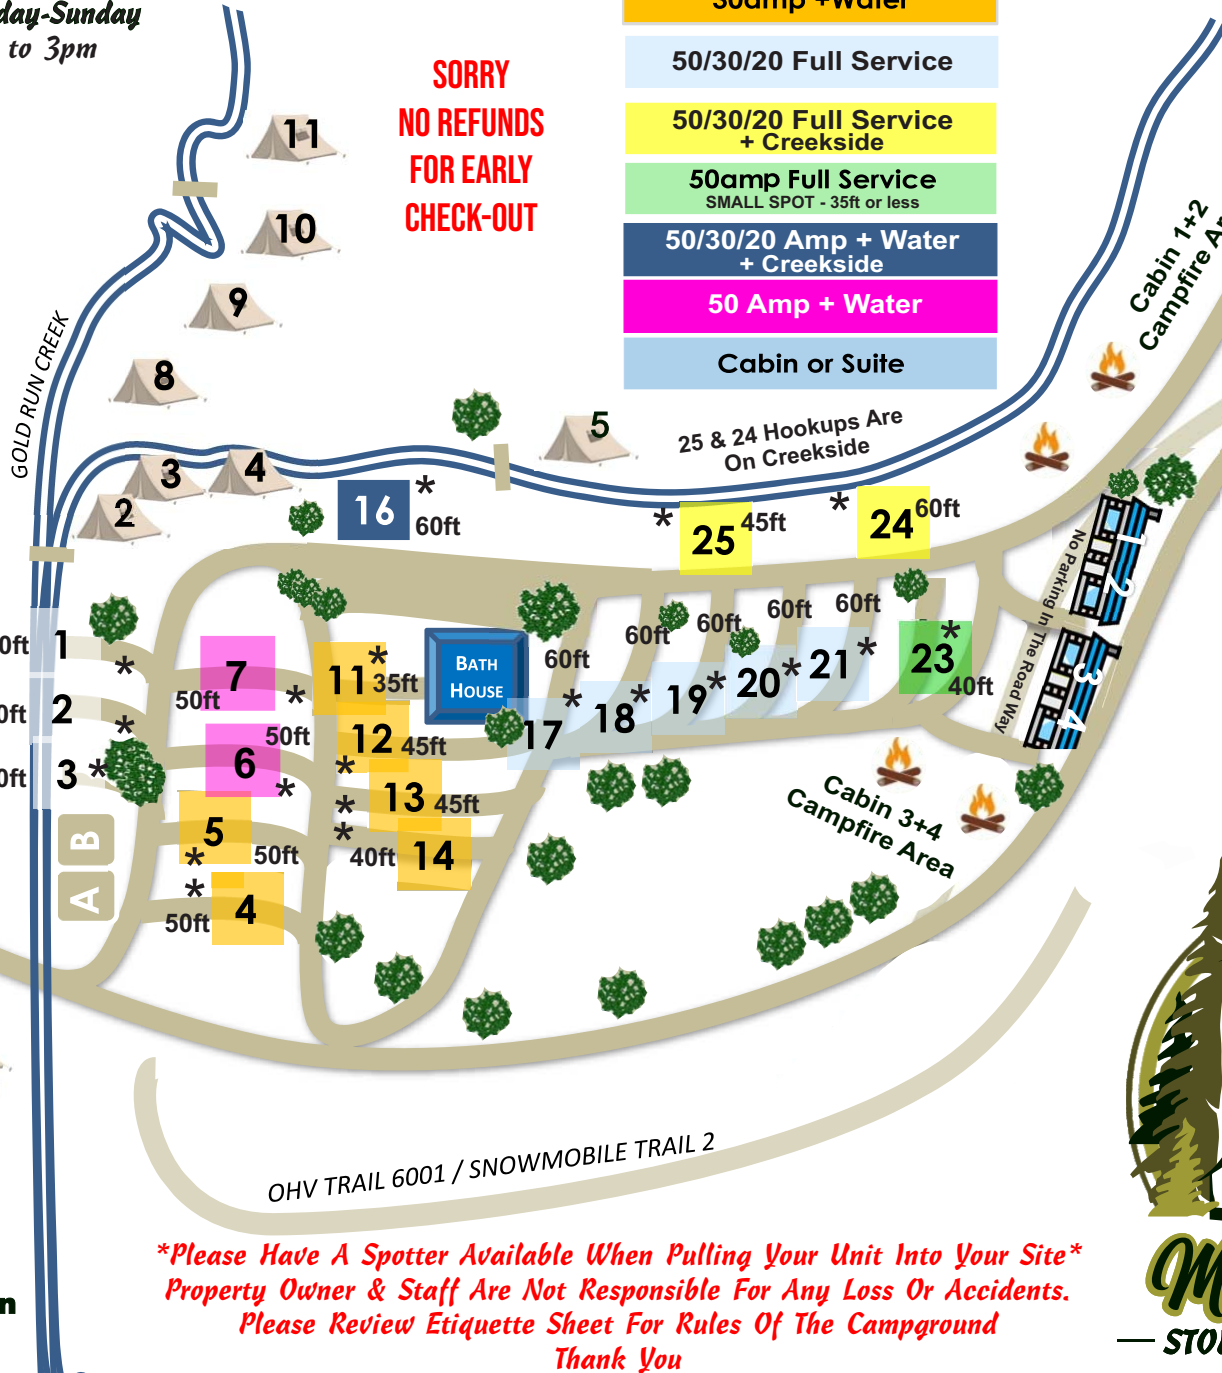 day-Sunday
to 3pm
30amp +Water
50/30/20 Full Service
50/30/20 Full Service
+ Creekside
50amp Full Service
SMALL SPOT - 35ft or less
50/30/20 Amp + Water
+ Creekside
50 Amp + Water
Cabin or Suite
SORRY
NO REFUNDS
FOR EARLY
CHECK-OUT
11
10
9
8
GOLD RUN CREEK
5
4
3
2
25 & 24 Hookups Are
On Creekside
Cabin 1+2
Campfire Ar
16
*
60ft
*
25
45ft
*
24
60ft
No Parking In The Road Way
1
2
3
4
0ft
1
*
0ft
2
*
0ft
3
*
B
A
7
50ft
*
6
50ft
*
5
*
50ft
*
4
50ft
11
*
35ft
12
45ft
*
13
45ft
*
14
40ft
*
BATH
HOUSE
17
60ft
*
18
60ft
*
19
60ft
*
20
60ft
*
21
60ft
*
23
*
40ft
Cabin 3+4
Campfire Area
OHV TRAIL 6001 / SNOWMOBILE TRAIL 2
*Please Have A Spotter Available When Pulling Your Unit Into Your Site*
Property Owner & Staff Are Not Responsible For Any Loss Or Accidents.
Please Review Etiquette Sheet For Rules Of The Campground
Thank You
n
M
STO